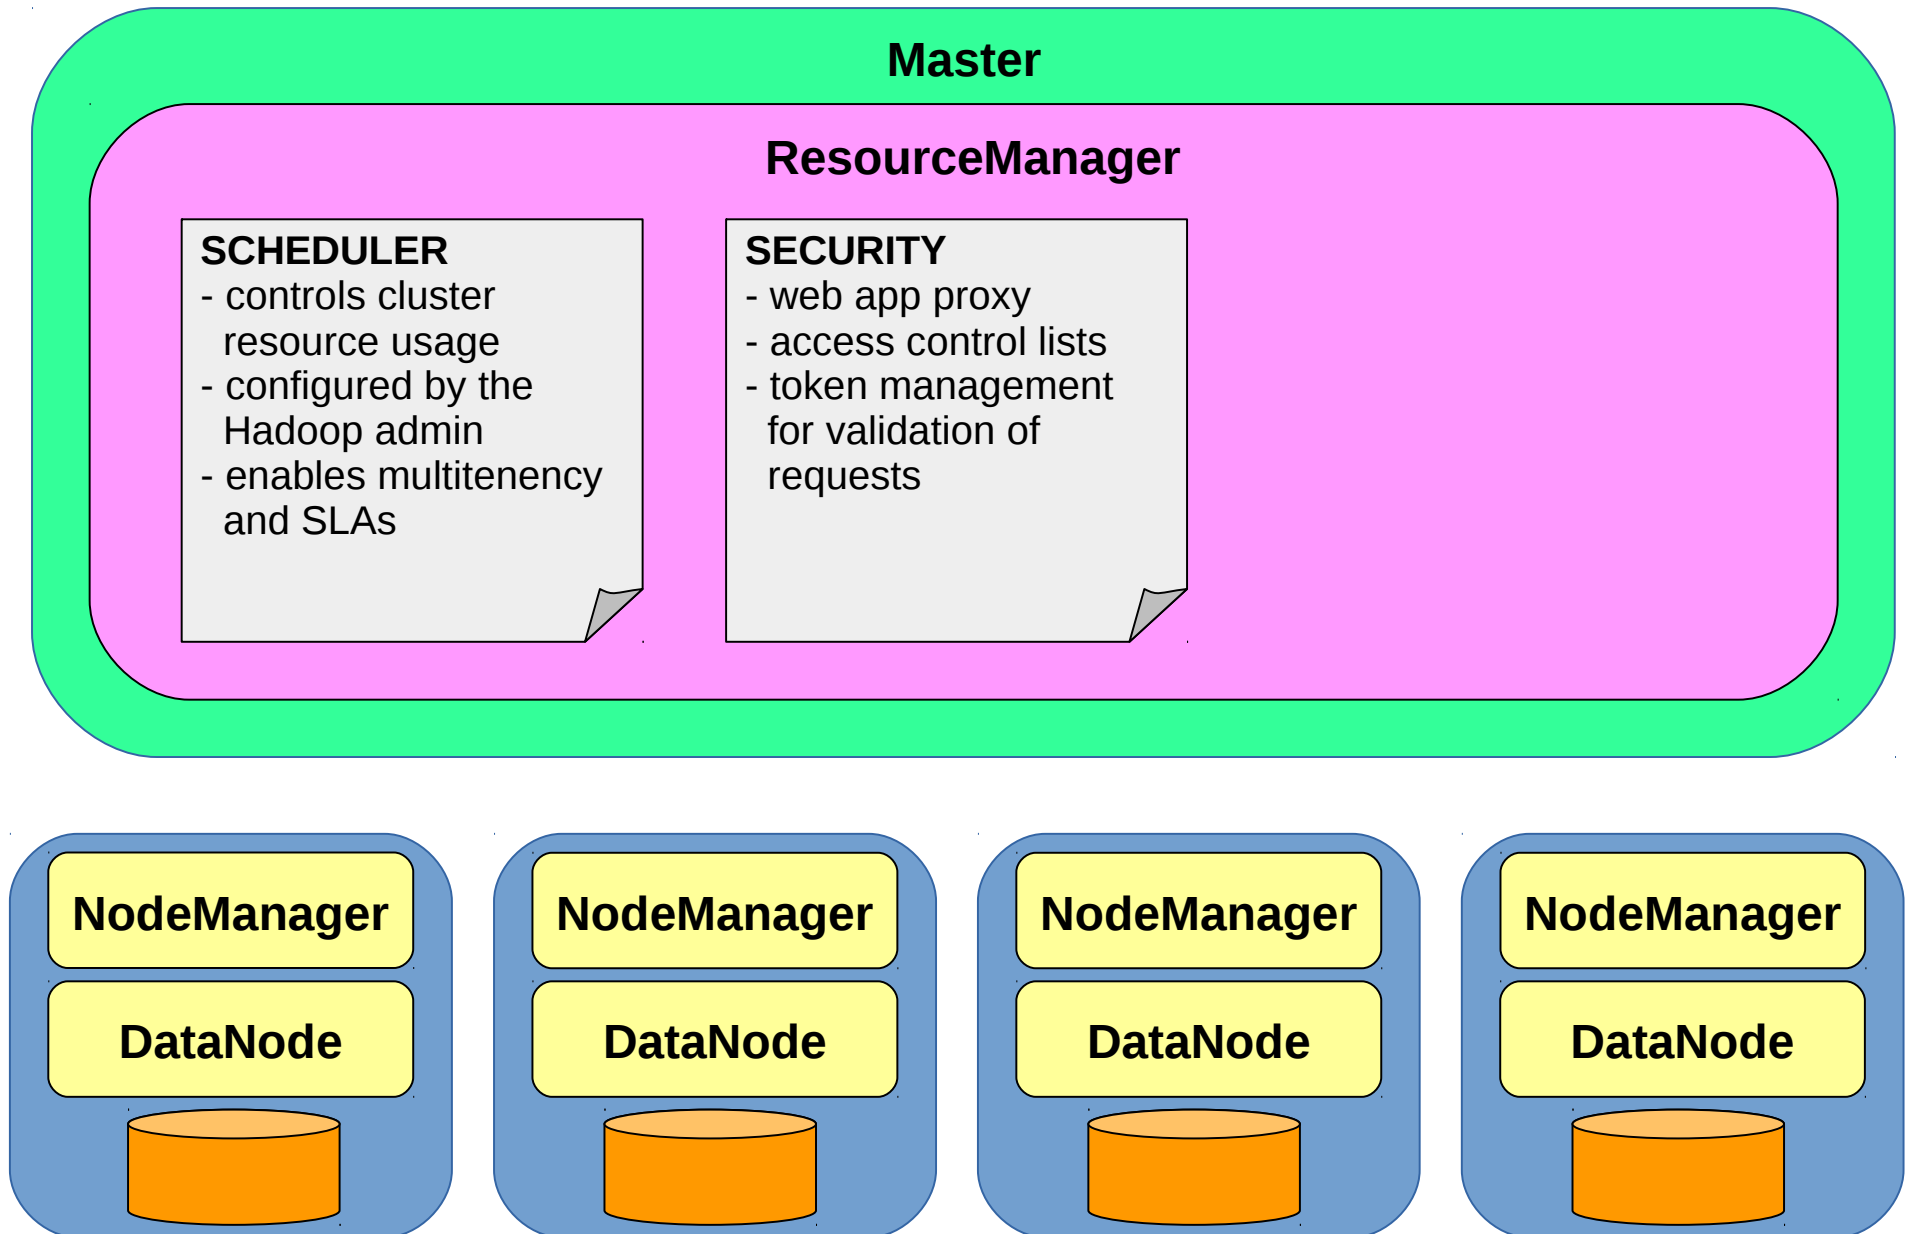 Master
ResourceManager
SCHEDULER
- controls cluster
resource usage
- configured by the
Hadoop admin
- enables multitenency
and SLAs
SECURITY
- web app proxy
- access control lists
- token management
for validation of
requests
NodeManager
DataNode
NodeManager
DataNode
NodeManager
DataNode
NodeManager
DataNode